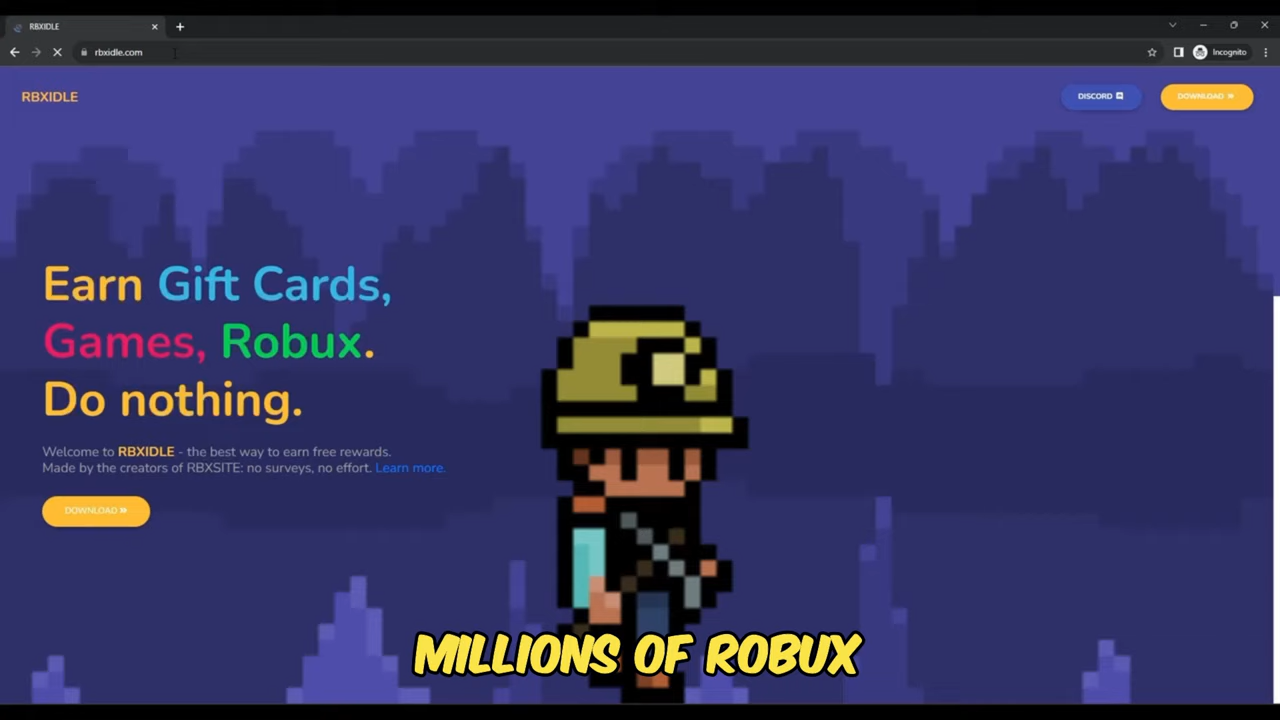 RBXIDLE
rbxidle.com
Incognito
RBXIDLE
DISCORD
DOWNLOAD »
Earn Gift Cards,
Games, Robux.
Do nothing.
Welcome to RBXIDLE - the best way to earn free rewards.
Made by the creators of RBXSITE: no surveys, no effort. Learn more.
DOWNLOAD »
MILLIONS OF ROBUX